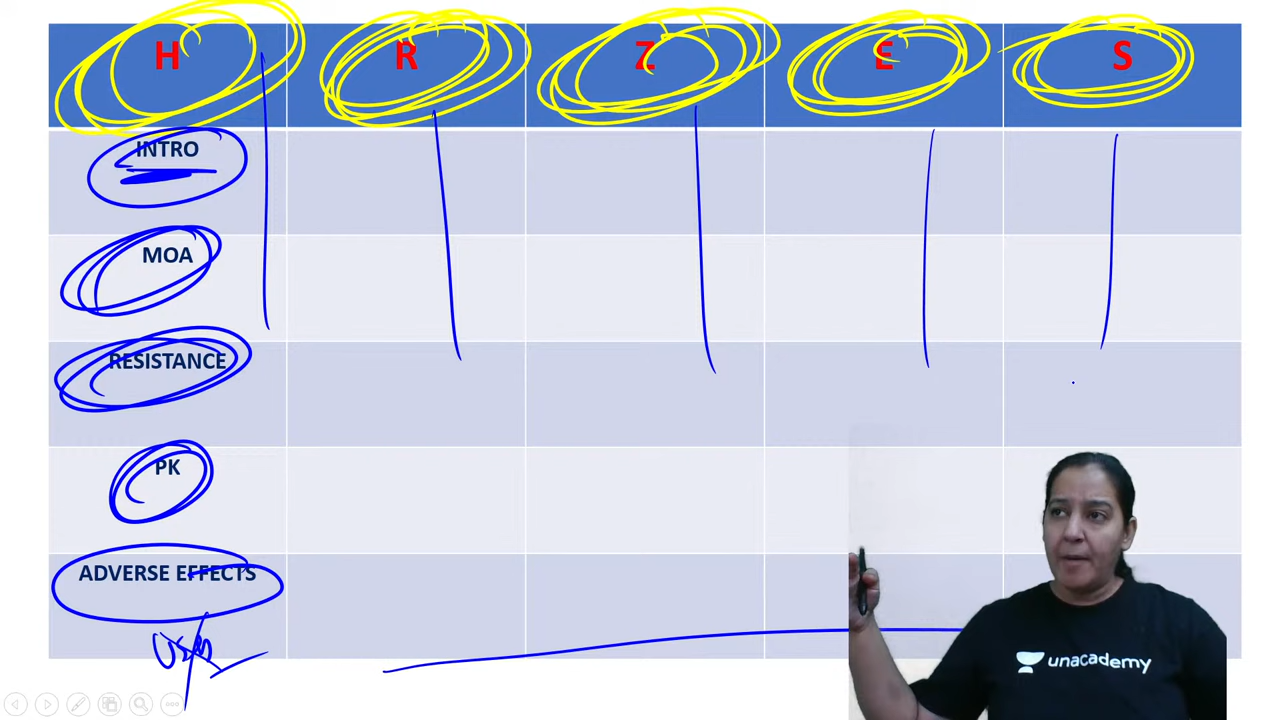 H R Z E S
INTRO
MOA
RESISTANCE
PK
ADVERSE EFFECTS
unacademy